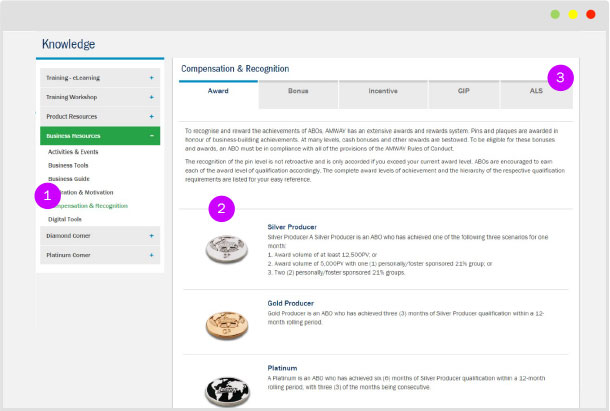 Knowledge
Training - eLearning +
Training Workshop +
Product Resources +
Business Resources -
Activities & Events
Business Tools
Business Guide
& Motivation
& Recognition
Digital Tools
Diamond Corner +
Platinum Corner +
1
Compensation & Recognition
3
Award Bonus Incentive GIP ALS
To recognise and reward the achievements of ABOs, AMWAY has an extensive awards and rewards system. Pins and plaques are awarded in
honour of business-building achievements. At many levels, cash bonuses and other rewards are bestowed. To be eligible for these bonuses
and awards, an ABO must be in compliance with all of the provisions of the AMWAY Rules of Conduct.
The recognition of the pin level is not retroactive and is only accorded if you exceed your current award level. ABOs are encouraged to earn
each of the award level of qualification accordingly. The complete award levels of achievement and the hierarchy of the respective qualification
requirements are listed for your easy reference.
2
Silver Producer
Silver Producer A Silver Producer is an ABO who has achieved one of the following three scenarios for one
month:
1. Award volume of at least 12,500PV; or
2. Award volume of 5,000PV with one (1) personally/foster sponsored 21% group; or
3. Two (2) personally/foster sponsored 21% groups.
Gold Producer
Gold Producer is an ABO who has achieved three (3) months of Silver Producer qualification within a 12-
month rolling period.
Platinum
A Platinum is an ABO who has achieved six (6) months of Silver Producer qualification within a 12-month
rolling period, with three (3) of the months being consecutive.